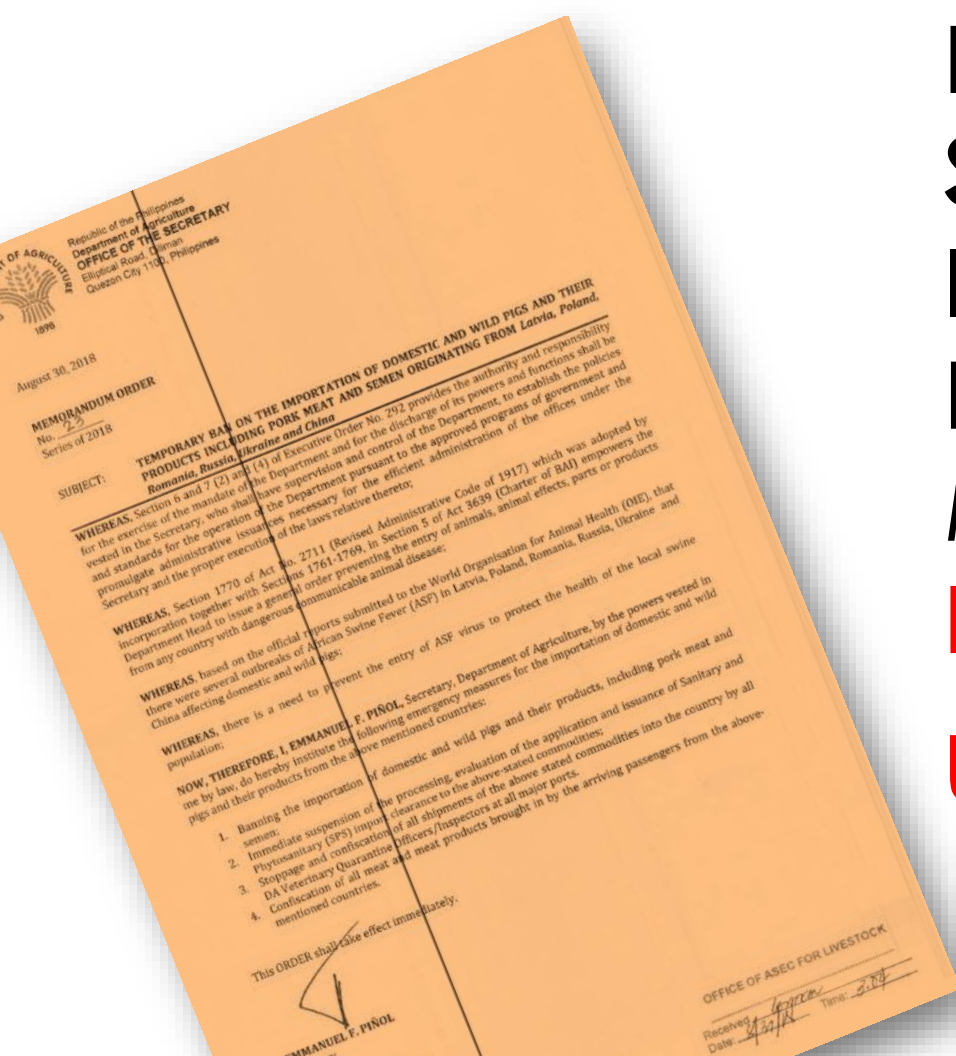 Republic of the Philippines
Department of Agriculture
OFFICE OF THE SECRETARY
Elliptical Road, Diliman
Quezon City 1100, Philippines
OF AGRICULTURE
1898
August 30, 2018
MEMORANDUM ORDER
No. 23
Series of 2018
SUBJECT:
TEMPORARY BAN ON THE IMPORTATION OF DOMESTIC AND WILD PIGS AND THEIR
PRODUCTS INCLUDING PORK MEAT AND SEMEN ORIGINATING FROM Latvia, Poland,
Romania, Russia, Ukraine and China
WHEREAS, Section 6 and 7 (2) and (4) of Executive Order No. 292 provides the authority and responsibility
for the exercise of the mandate of the Department and for the discharge of its powers and functions shall be
vested in the Secretary, who shall have supervision and control of the Department, to establish the policies
and standards for the operation of the Department pursuant to the approved programs of government and
promulgate administrative issuances necessary for the efficient administration of the offices under the
Secretary and the proper execution of the laws relative thereto;
WHEREAS, Section 1770 of Act No. 2711 (Revised Administrative Code of 1917) which was adopted by
incorporation together with Sections 1761-1769, in Section 5 of Act 3639 (Charter of BAI) empowers the
Department Head to issue a general order preventing the entry of animals, animal effects, parts or products
from any country with dangerous communicable animal disease;
WHEREAS, based on the official reports submitted to the World Organisation for Animal Health (OIE), that
there were several outbreaks of African Swine Fever (ASF) in Latvia, Poland, Romania, Russia, Ukraine and
China affecting domestic and wild pigs;
WHEREAS, there is a need to prevent the entry of ASF virus to protect the health of the local swine
population;
NOW, THEREFORE, I, EMMANUEL F. PIÑOL, Secretary, Department of Agriculture, by the powers vested in
me by law, do hereby institute the following emergency measures for the importation of domestic and wild
pigs and their products from the above mentioned countries:
1. Banning the importation of domestic and wild pigs and their products, including pork meat and
semen;
2. Immediate suspension of the processing, evaluation of the application and issuance of Sanitary and
Phytosanitary (SPS) import clearance to the above-stated commodities;
3. Stoppage and confiscation of all shipments of the above stated commodities into the country by all
DA Veterinary Quarantine Officers/Inspectors at all major ports.
4. Confiscation of all meat and meat products brought in by the arriving passengers from the above-
mentioned countries.
This ORDER shall take effect immediately.
EMMANUEL F. PIÑOL
OFFICE OF ASEC FOR LIVESTOCK
Received
Date:
Time: 3:04